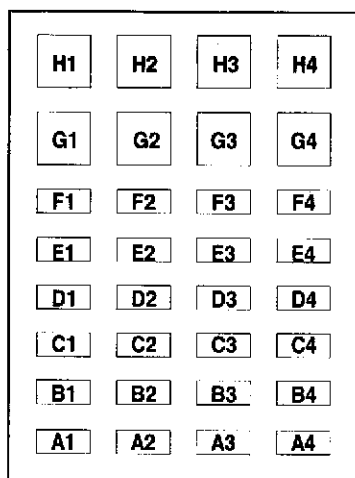 H1 H2 H3 H4
G1 G2 G3 G4
F1 F2 F3 F4
E1 E2 E3 E4
D1 D2 D3 D4
C1 C2 C3 C4
B1 B2 B3 B4
A1 A2 A3 A4